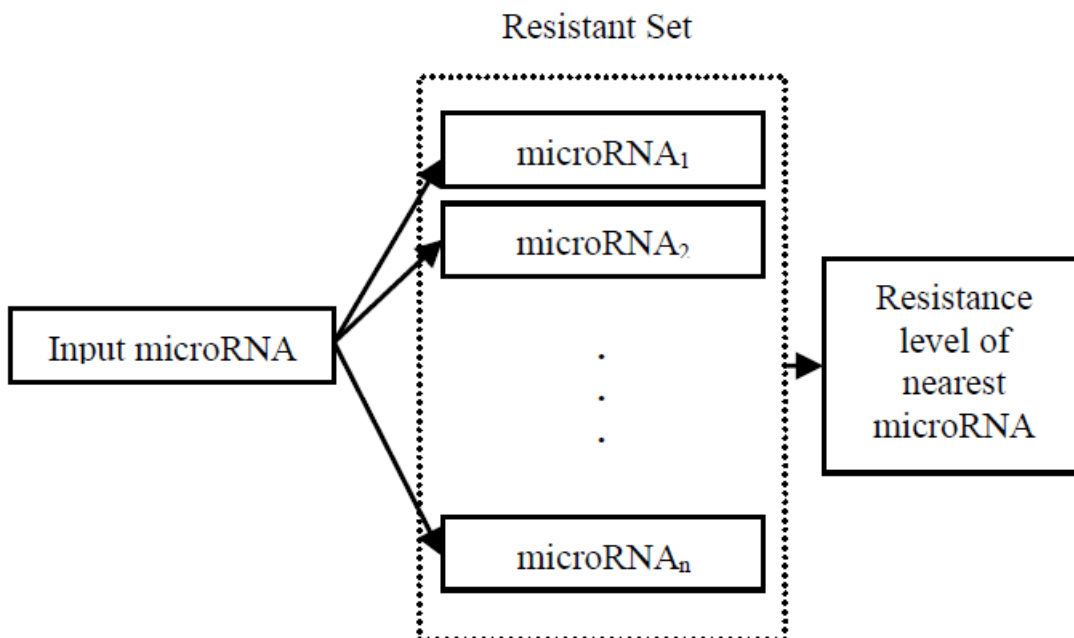 Resistant Set
microRNA₁
microRNA₂
Input microRNA
.
.
.
microRNAₙ
Resistance
level of
nearest
microRNA